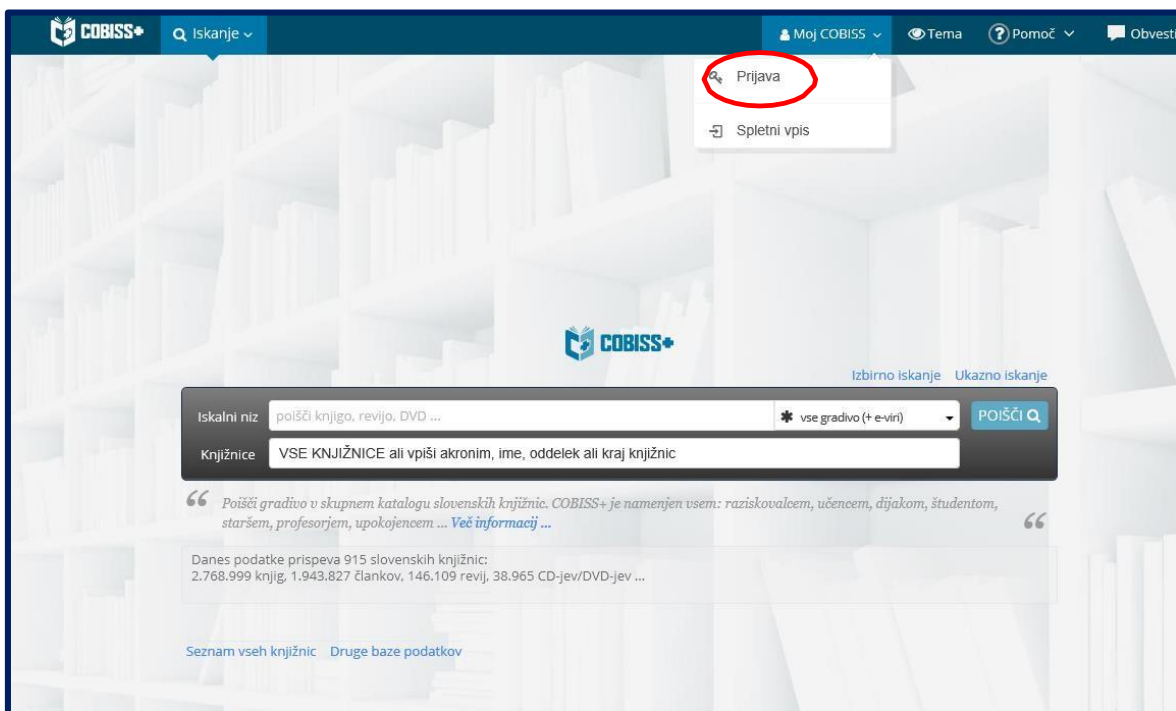 COBISS+ Iskanje Moj COBISS Tema Pomoč Obvesti
Prijava
Spletni vpis
COBISS+
Izbirno iskanje Ukazno iskanje
Iskalni niz poišči knjigo, revijo, DVD ... vse gradivo (+ e-viri) POIŠČI
Knjižnice VSE KNJIŽNICE ali vpiši akronim, ime, oddelek ali kraj knjižnic
Poišči gradivo v skupnem katalogu slovenskih knjižnic. COBISS+ je namenjen vsem: raziskovalcem, učencem, dijakom, študentom,
staršem, profesorjem, upokojencem ... Več informacij ...
Danes podatke prispeva 915 slovenskih knjižnic:
2.768.999 knjig, 1.943.827 člankov, 146.109 revij, 38.965 CD-jev/DVD-jev ...
Seznam vseh knjižnic Druge baze podatkov